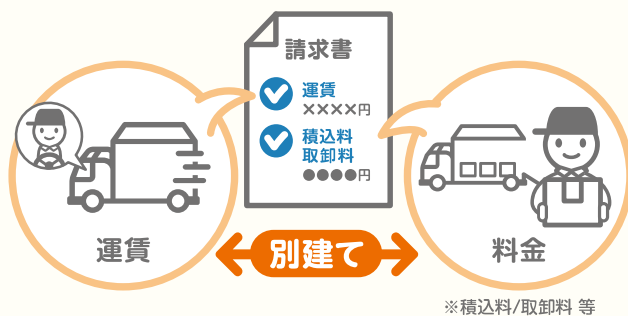 請求書
運賃
××××円
積込料
取卸料
●●●●円
運賃
別建て
料金
※積込料/取卸料 等